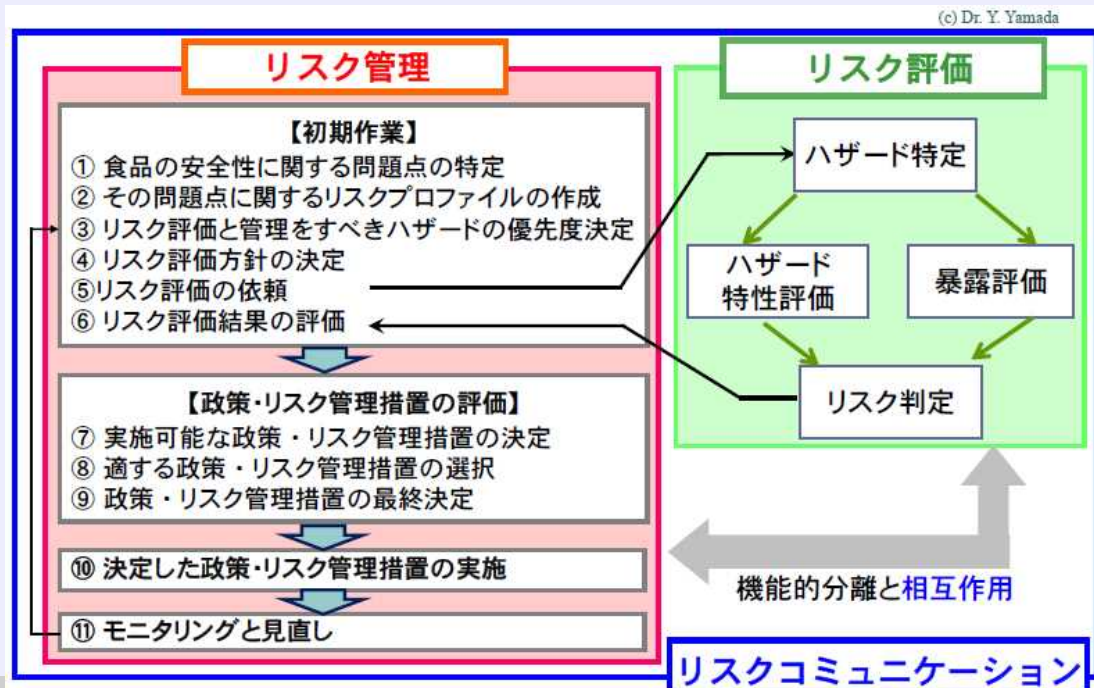 (c) Dr. Y. Yamada
リスク管理
【初期作業】
① 食品の安全性に関する問題点の特定
② その問題点に関するリスクプロファイルの作成
③ リスク評価と管理をすべきハザードの優先度決定
④ リスク評価方針の決定
⑤リスク評価の依頼
⑥ リスク評価結果の評価
【政策・リスク管理措置の評価】
⑦ 実施可能な政策・リスク管理措置の決定
⑧ 適する政策・リスク管理措置の選択
⑨ 政策・リスク管理措置の最終決定
⑩ 決定した政策・リスク管理措置の実施
⑪ モニタリングと見直し
リスク評価
ハザード特定
ハザード
特性評価
暴露評価
リスク判定
機能的分離と相互作用
リスクコミュニケーション